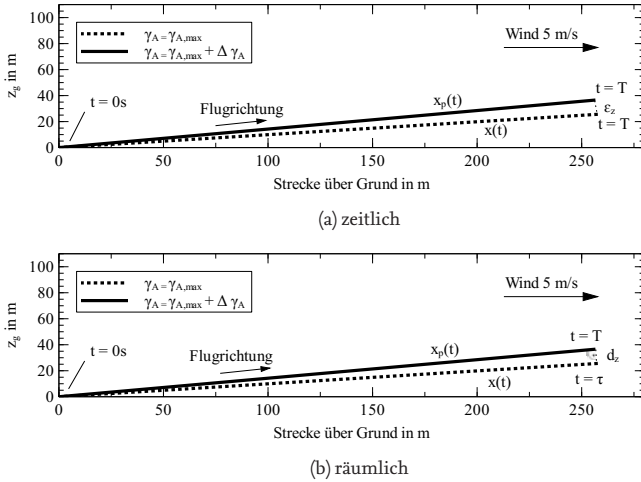 100
80
60
40
20
0
z_g in m
γ_A = γ_A,max
γ_A = γ_A,max + Δ γ_A
Wind 5 m/s
t = 0s
Flugrichtung
x_p(t)
t = T
ε_z
x(t)
t = T
0 50 100 150 200 250
Strecke über Grund in m
(a) zeitlich
100
80
60
40
20
0
z_g in m
γ_A = γ_A,max
γ_A = γ_A,max + Δ γ_A
Wind 5 m/s
t = 0s
Flugrichtung
x_p(t)
t = T
d_z
x(t)
t = τ
0 50 100 150 200 250
Strecke über Grund in m
(b) räumlich